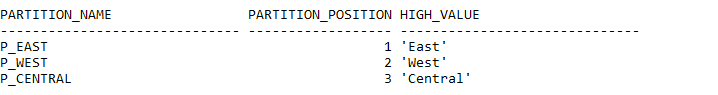 PARTITION_NAME                 PARTITION_POSITION HIGH_VALUE
------------------------------ ------------------ ------------------------------
P_EAST                                          1 'East'
P_WEST                                          2 'West'
P_CENTRAL                                       3 'Central'